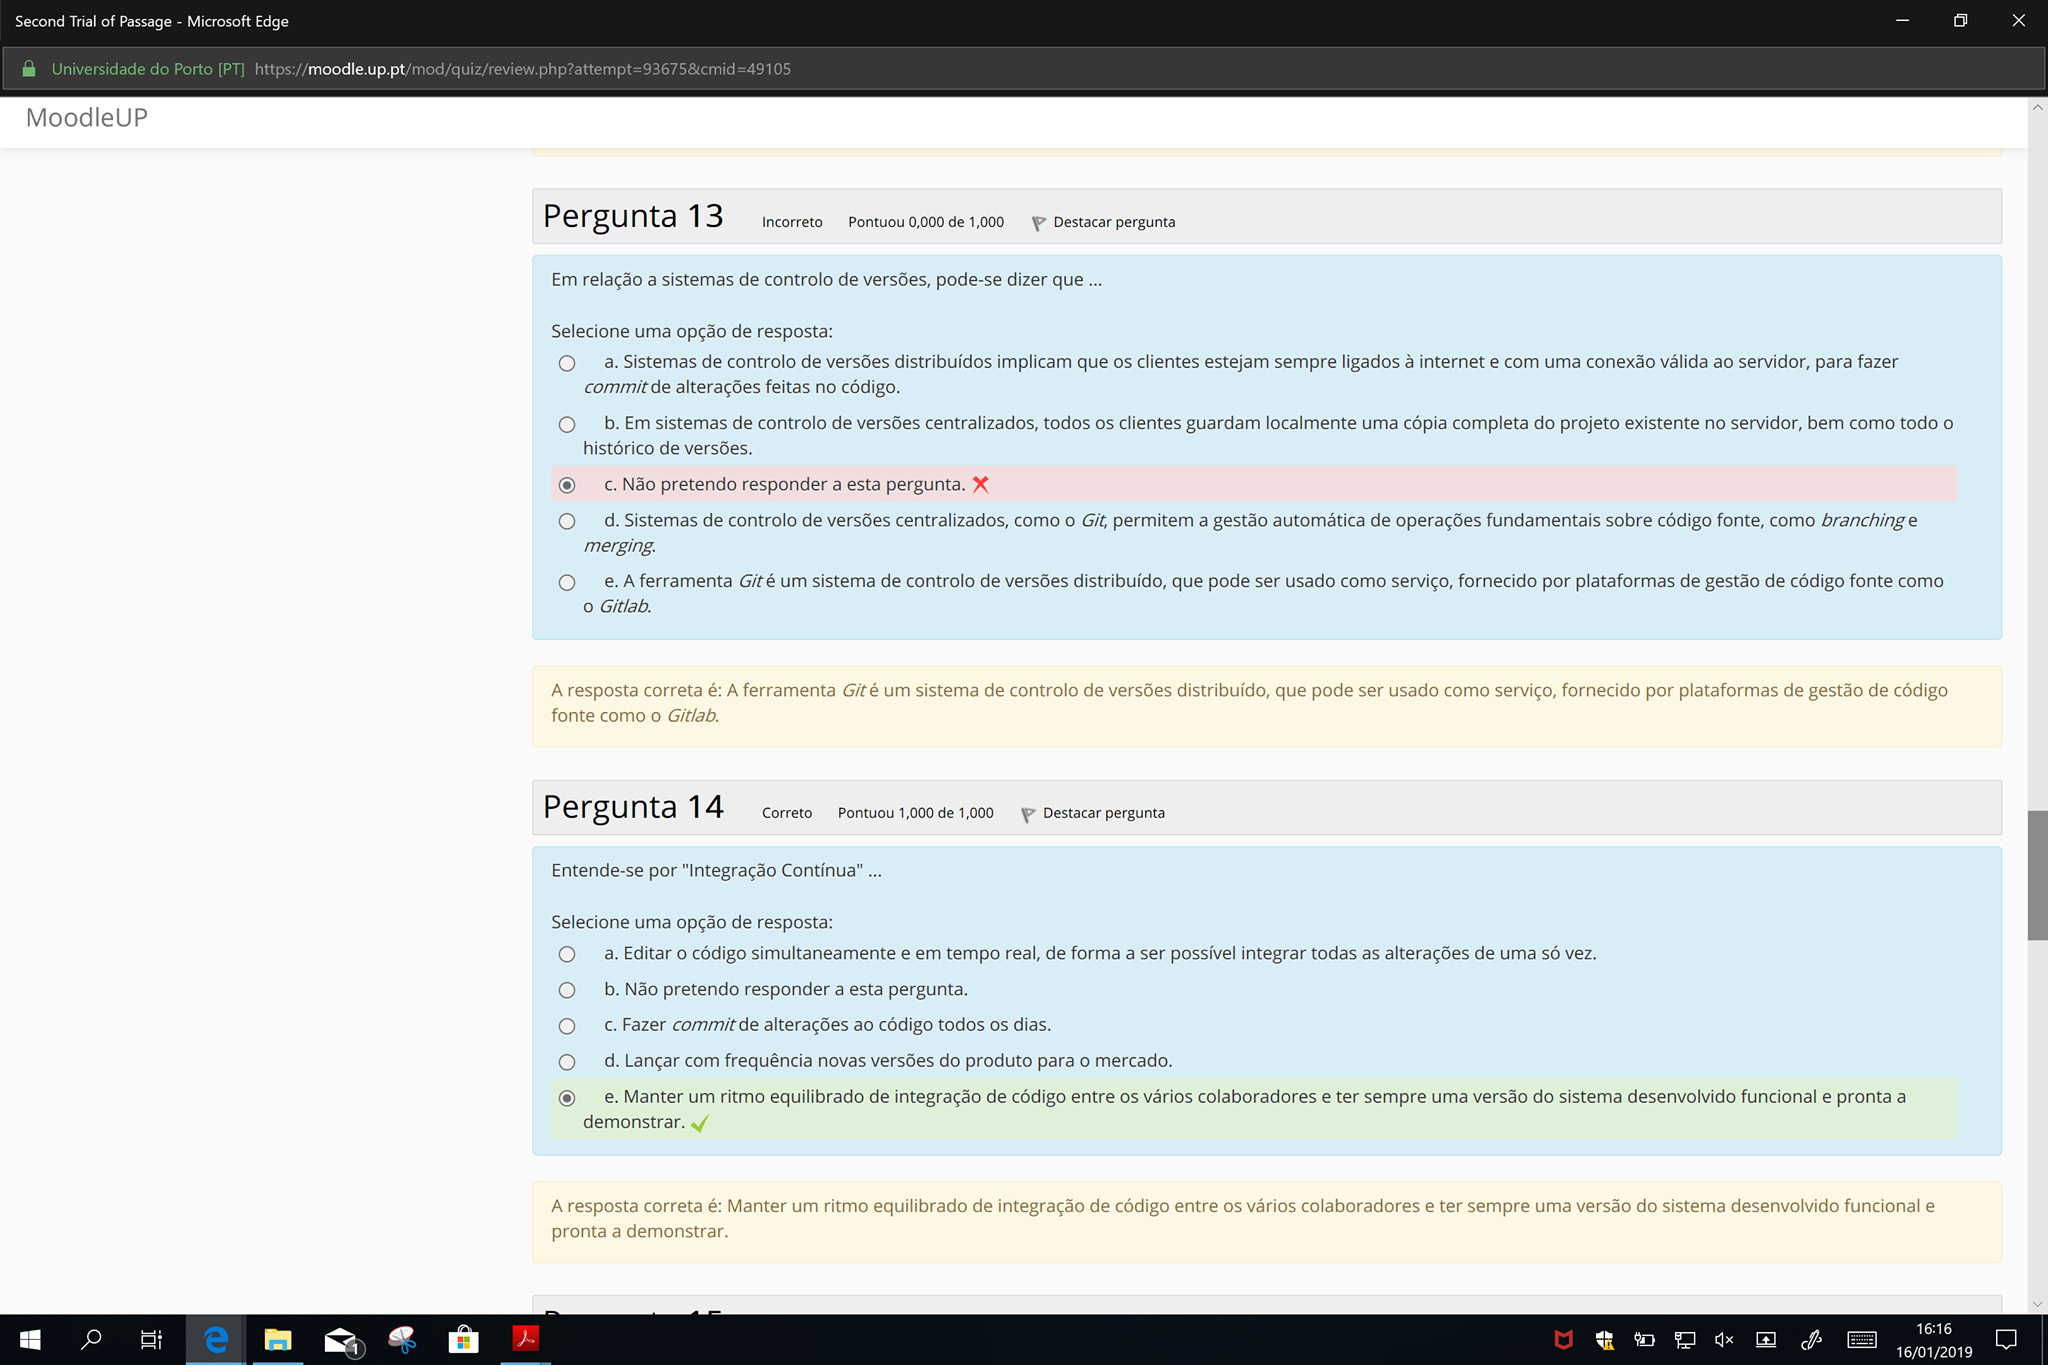 Second Trial of Passage - Microsoft Edge
Universidade do Porto [PT] https://moodle.up.pt/mod/quiz/review.php?attempt=93675&cmid=49105
MoodleUP
Pergunta 13 Incorreto Pontuou 0,000 de 1,000 Destacar pergunta
Em relação a sistemas de controlo de versões, pode-se dizer que ...
Selecione uma opção de resposta:
a. Sistemas de controlo de versões distribuídos implicam que os clientes estejam sempre ligados à internet e com uma conexão válida ao servidor, para fazer
commit de alterações feitas no código.
b. Em sistemas de controlo de versões centralizados, todos os clientes guardam localmente uma cópia completa do projeto existente no servidor, bem como todo o
histórico de versões.
c. Não pretendo responder a esta pergunta.
d. Sistemas de controlo de versões centralizados, como o Git, permitem a gestão automática de operações fundamentais sobre código fonte, como branching e
merging.
e. A ferramenta Git é um sistema de controlo de versões distribuído, que pode ser usado como serviço, fornecido por plataformas de gestão de código fonte como
o Gitlab.
A resposta correta é: A ferramenta Git é um sistema de controlo de versões distribuído, que pode ser usado como serviço, fornecido por plataformas de gestão de código
fonte como o Gitlab.
Pergunta 14 Correto Pontuou 1,000 de 1,000 Destacar pergunta
Entende-se por "Integração Contínua" ...
Selecione uma opção de resposta:
a. Editar o código simultaneamente e em tempo real, de forma a ser possível integrar todas as alterações de uma só vez.
b. Não pretendo responder a esta pergunta.
c. Fazer commit de alterações ao código todos os dias.
d. Lançar com frequência novas versões do produto para o mercado.
e. Manter um ritmo equilibrado de integração de código entre os vários colaboradores e ter sempre uma versão do sistema desenvolvido funcional e pronta a
demonstrar.
A resposta correta é: Manter um ritmo equilibrado de integração de código entre os vários colaboradores e ter sempre uma versão do sistema desenvolvido funcional e
pronta a demonstrar.
1
16:16
16/01/2019